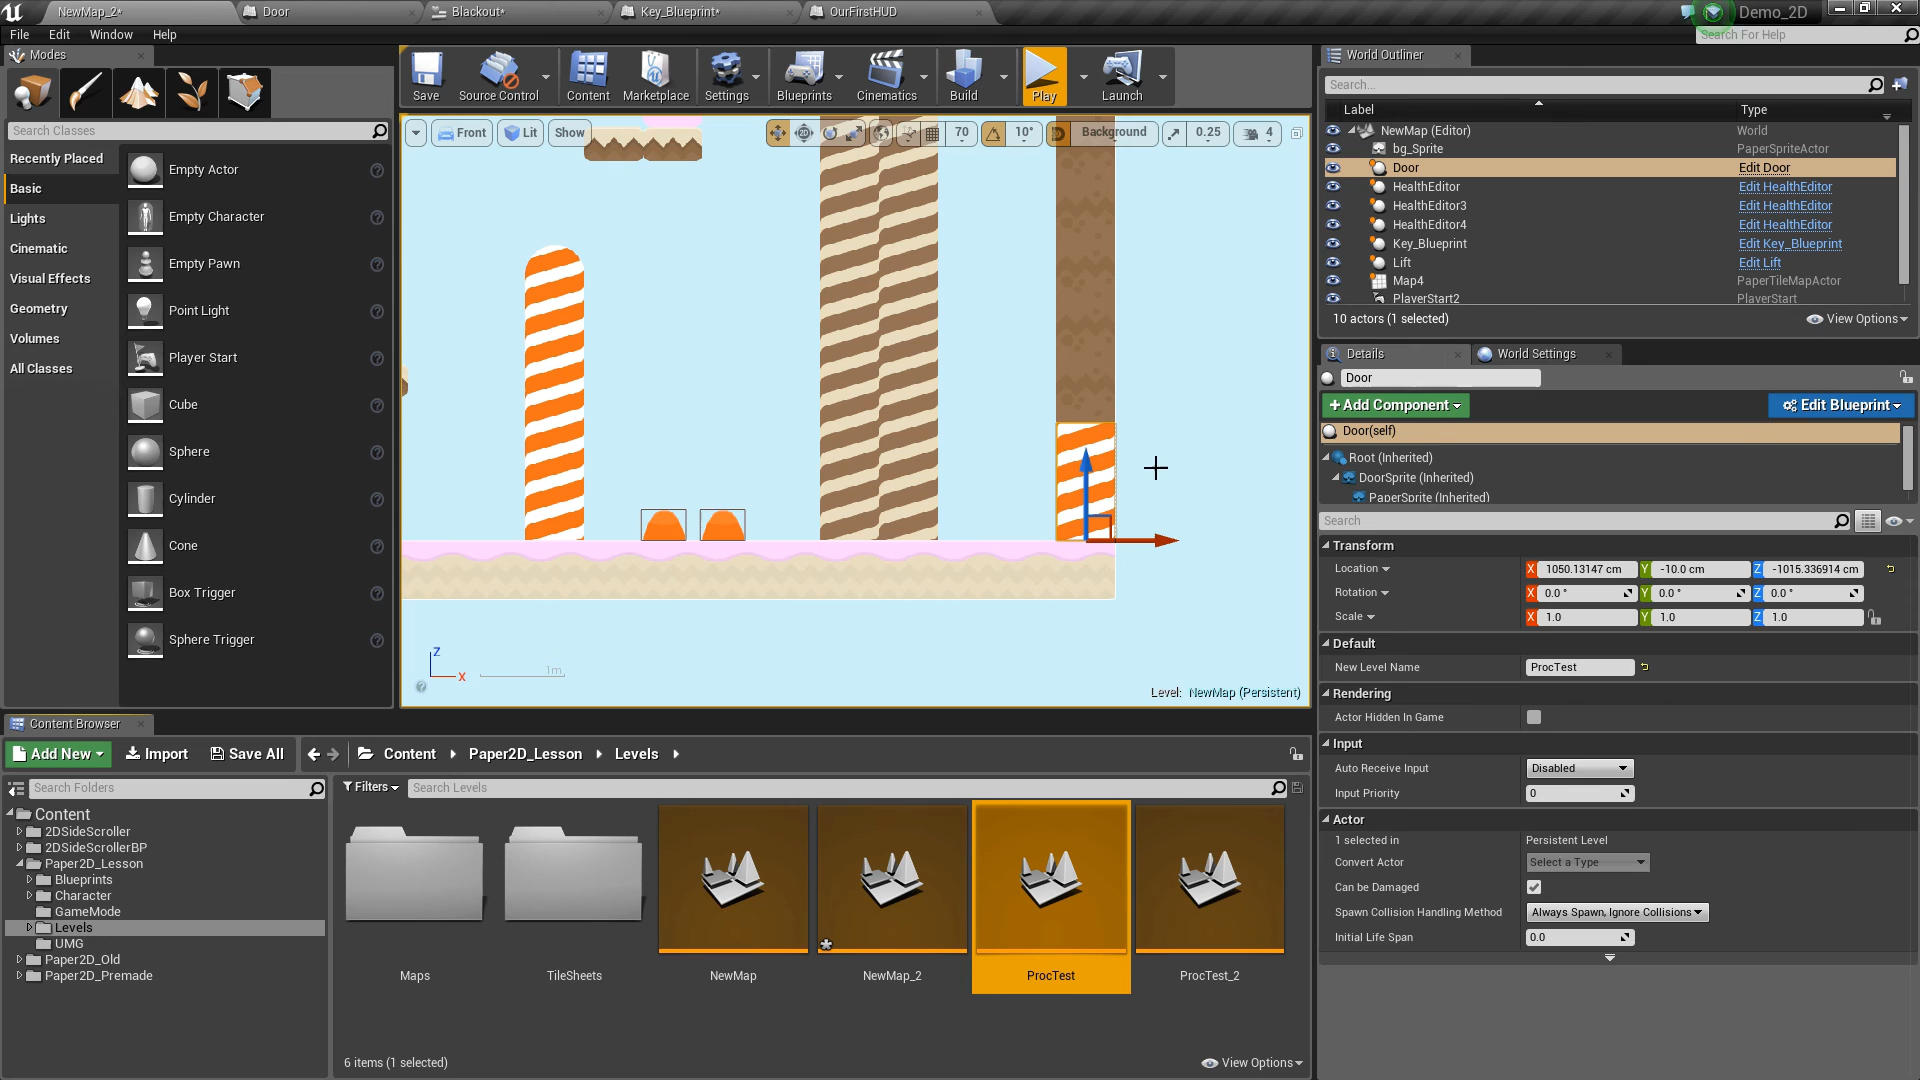 NewMap_2*
Door
Blackout*
Key_Blueprint*
OurFirstHUD
Demo_2D
File
Edit
Window
Help
Search For Help
Modes
Search Classes
Recently Placed
Basic
Lights
Cinematic
Visual Effects
Geometry
Volumes
All Classes
Empty Actor
Empty Character
Empty Pawn
Point Light
Player Start
Cube
Sphere
Cylinder
Cone
Box Trigger
Sphere Trigger
Save
Source Control
Content
Marketplace
Settings
Blueprints
Cinematics
Build
Play
Launch
Front
Lit
Show
70
10°
Background
0.25
4
Z
X
1m
Level: NewMap (Persistent)
World Outliner
Search...
Label
Type
NewMap (Editor)
World
bg_Sprite
PaperSpriteActor
Door
Edit Door
HealthEditor
Edit HealthEditor
HealthEditor3
Edit HealthEditor
HealthEditor4
Edit HealthEditor
Key_Blueprint
Edit Key_Blueprint
Lift
Edit Lift
Map4
PaperTileMapActor
PlayerStart2
PlayerStart
10 actors (1 selected)
View Options
Details
World Settings
Door
+Add Component
Edit Blueprint
Door(self)
Root (Inherited)
DoorSprite (Inherited)
PaperSprite (Inherited)
Search
Transform
Location
X 1050.13147 cm
Y -10.0 cm
Z -1015.336914 cm
Rotation
X 0.0 °
Y 0.0 °
Z 0.0 °
Scale
X 1.0
Y 1.0
Z 1.0
Default
New Level Name
ProcTest
Rendering
Actor Hidden In Game
Input
Auto Receive Input
Disabled
Input Priority
0
Actor
1 selected in
Persistent Level
Convert Actor
Select a Type
Can be Damaged
Spawn Collision Handling Method
Always Spawn, Ignore Collisions
Initial Life Span
0.0
Content Browser
Add New
Import
Save All
Content
Paper2D_Lesson
Levels
Search Folders
Filters
Search Levels
Content
2DSideScroller
2DSideScrollerBP
Paper2D_Lesson
Blueprints
Character
GameMode
Levels
UMG
Paper2D_Old
Paper2D_Premade
Maps
TileSheets
NewMap
NewMap_2
ProcTest
ProcTest_2
6 items (1 selected)
View Options